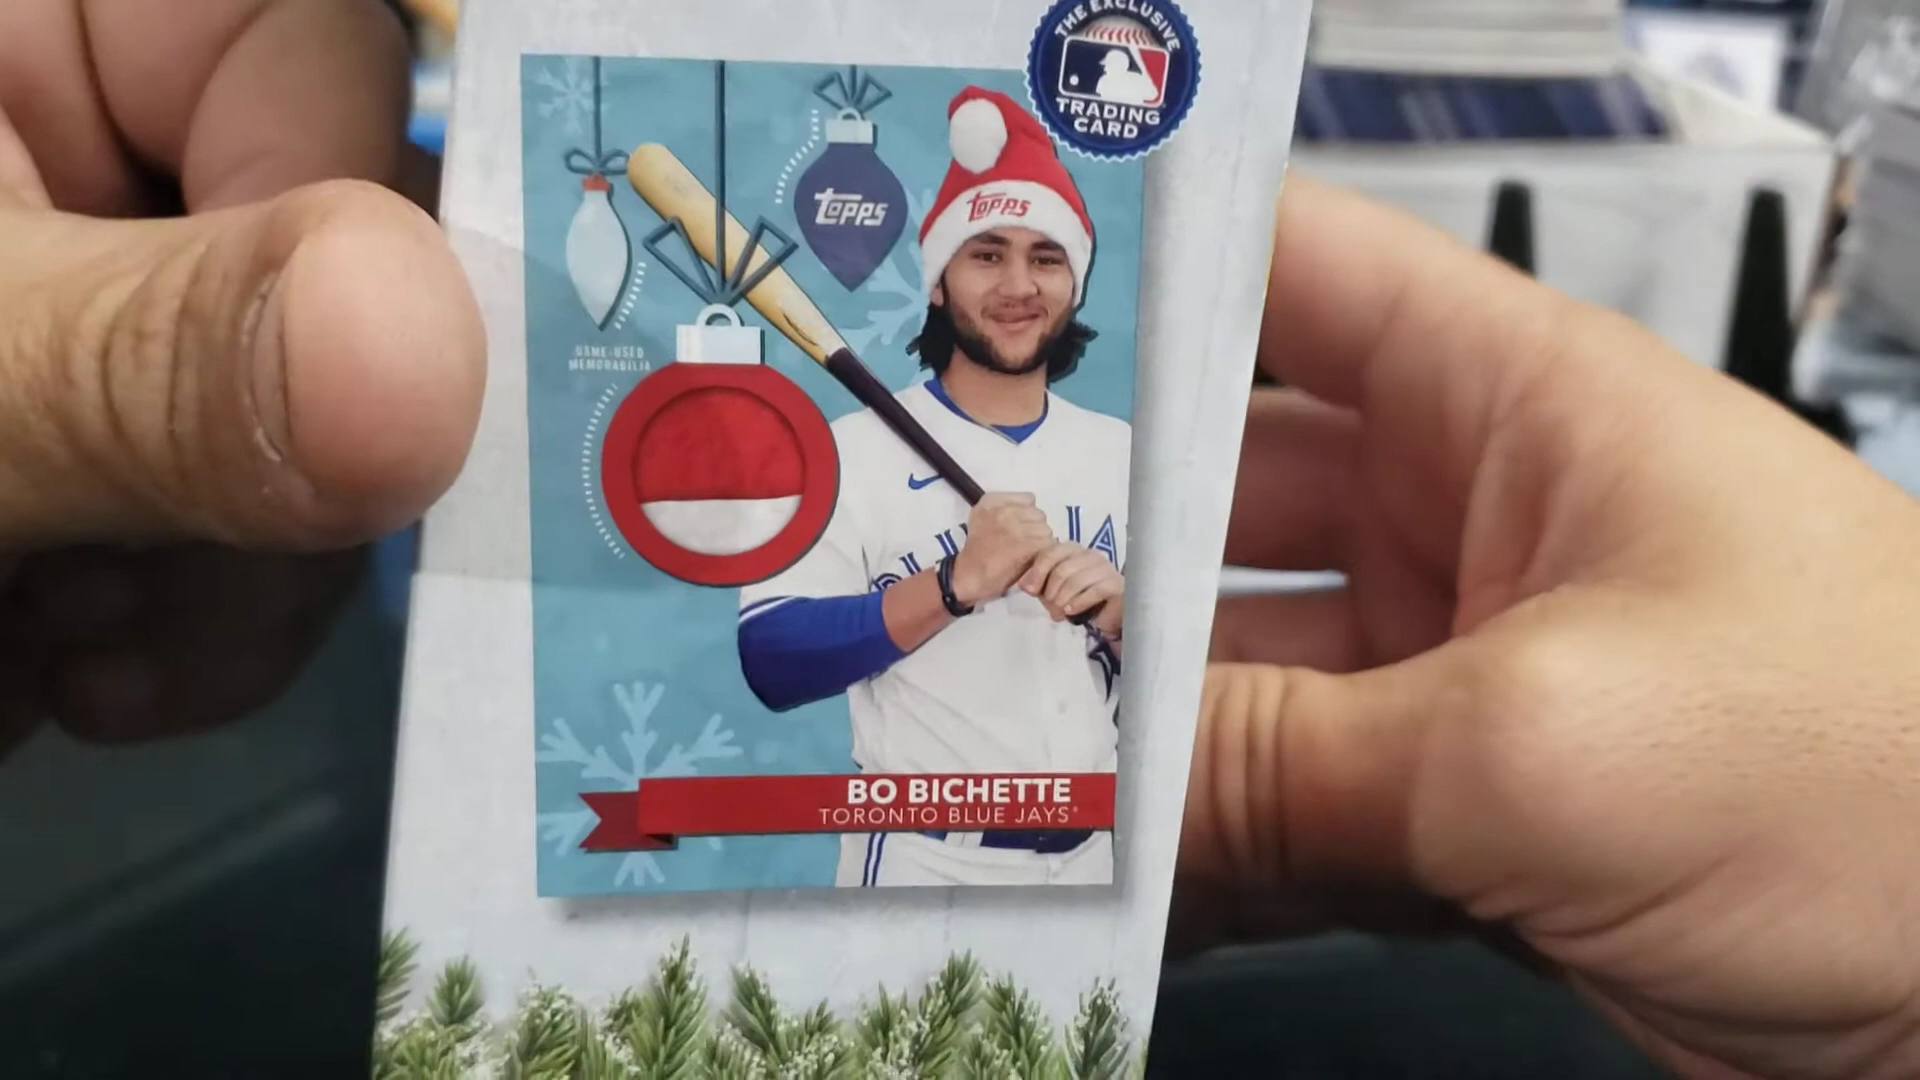 THE EXCLUSIVE
TRADING
CARD
Topps
Topps
GAME-USED
MEMORABILIA
BO BICHETTE
TORONTO BLUE JAYS